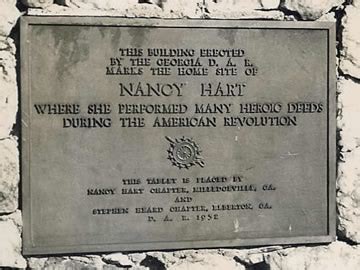 THIS BUILDING ERECTED
BY THE GEORGIA D. A. R.
MARKS THE HOME SITE OF
NANCY HART
WHERE SHE PERFORMED MANY HEROIC DEEDS
DURING THE AMERICAN REVOLUTION
THIS TABLET IS PLACED BY
NANCY HART CHAPTER, MILLEDGEVILLE, GA.
AND
STEPHEN HEARD CHAPTER, ELBERTON, GA.
D. A. R. 1932